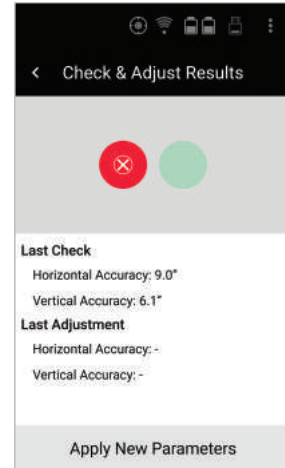 Check & Adjust Results
Last Check
Horizontal Accuracy: 9.0"
Vertical Accuracy: 6.1"
Last Adjustment
Horizontal Accuracy: -
Vertical Accuracy: -
Apply New Parameters